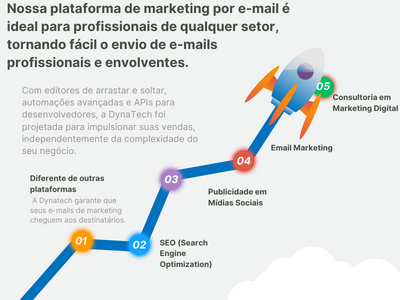 Nossa plataforma de marketing por e-mail é
ideal para profissionais de qualquer setor,
tornando fácil o envio de e-mails
profissionais e envolventes.
Com editores de arrastar e soltar,
automações avançadas e APIs para
desenvolvedores, a DynaTech foi
projetada para impulsionar suas vendas,
independentemente da complexidade do
seu negócio.
Diferente de outras
plataformas
A Dynatech garante que
seus e-mails de marketing
cheguem aos destinatários.
01
02
SEO (Search
Engine
Optimization)
03
Publicidade em
Mídias Sociais
04
Email Marketing
05
Consultoria em
Marketing Digital